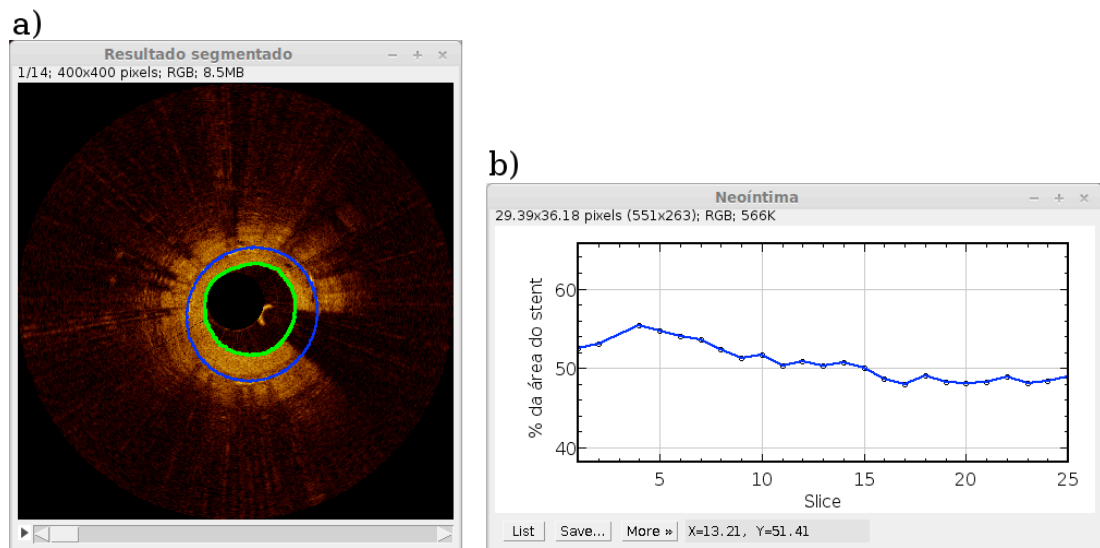 a)
Resultado segmentado
1/14; 400x400 pixels; RGB; 8.5MB
b)
Neoíntima
29.39x36.18 pixels (551x263); RGB; 566K
% da área do stent
60
50
40
5 10 15 20 25
Slice
List Save... More » X=13.21, Y=51.41